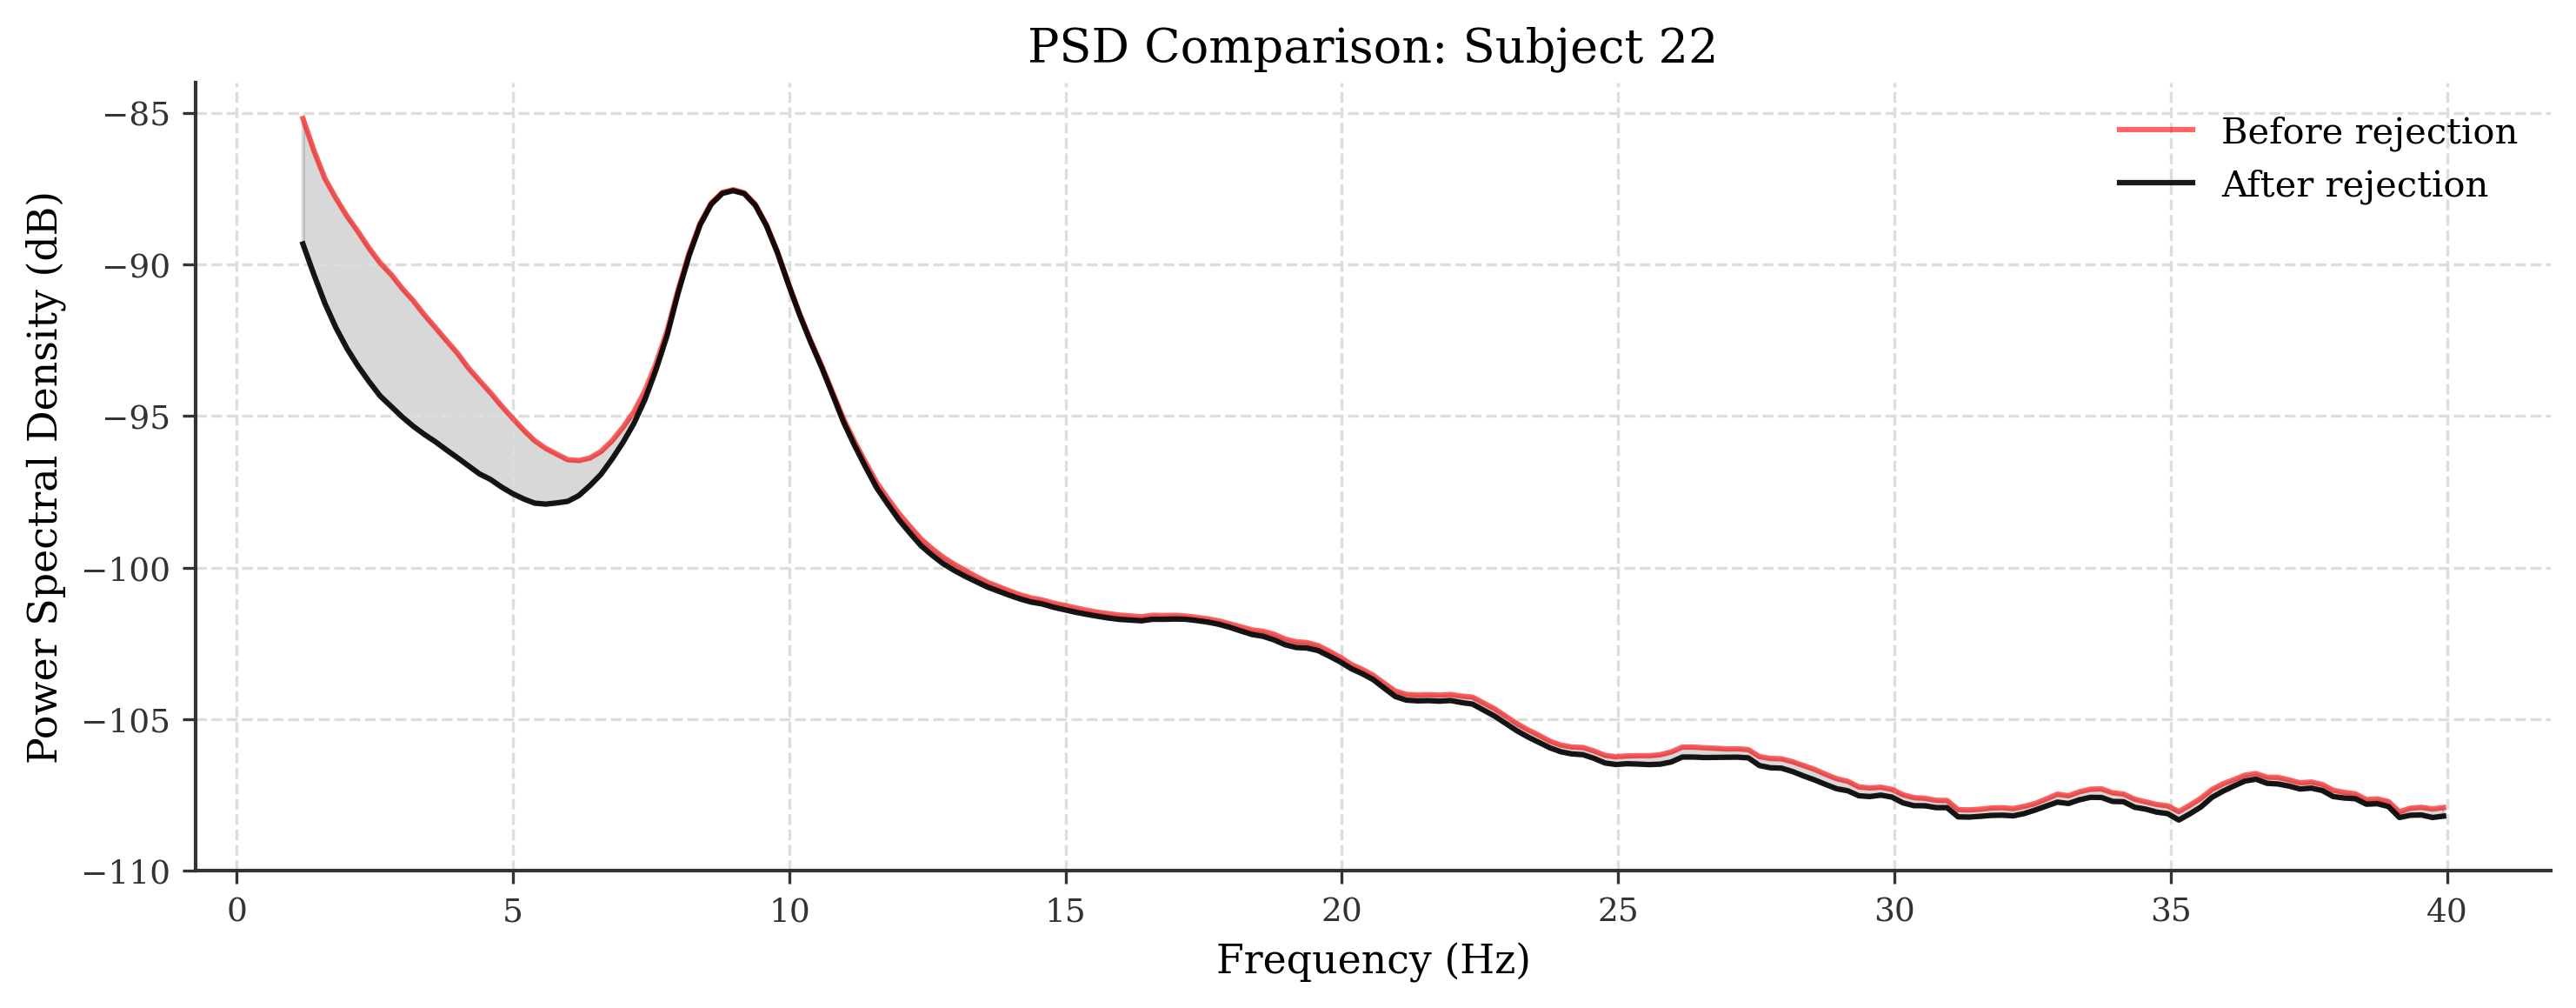 PSD Comparison: Subject 22
Power Spectral Density (dB)
−85
−90
−95
−100
−105
−110
Before rejection
After rejection
0 5 10 15 20 25 30 35 40
Frequency (Hz)